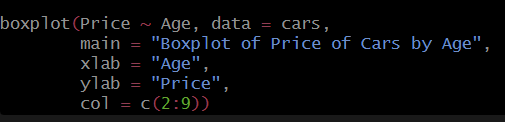 boxplot(Price ~ Age, data = cars,
        main = "Boxplot of Price of Cars by Age",
        xlab = "Age",
        ylab = "Price",
        col = c(2:9))